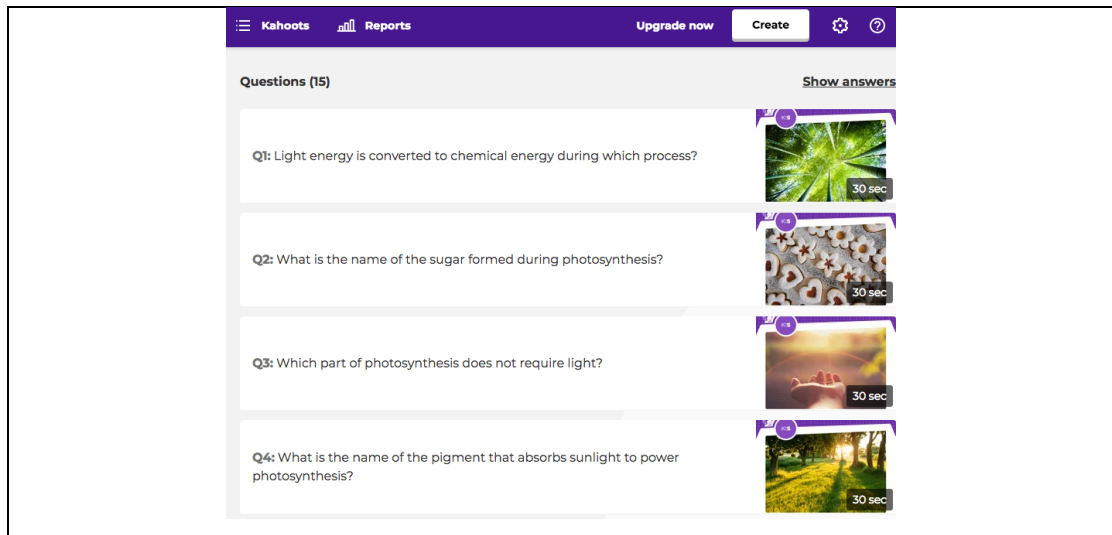 Kahoots Reports Upgrade now Create
Questions (15) Show answers
Q1: Light energy is converted to chemical energy during which process?
30 sec
Q2: What is the name of the sugar formed during photosynthesis?
30 sec
Q3: Which part of photosynthesis does not require light?
30 sec
Q4: What is the name of the pigment that absorbs sunlight to power
photosynthesis?
30 sec